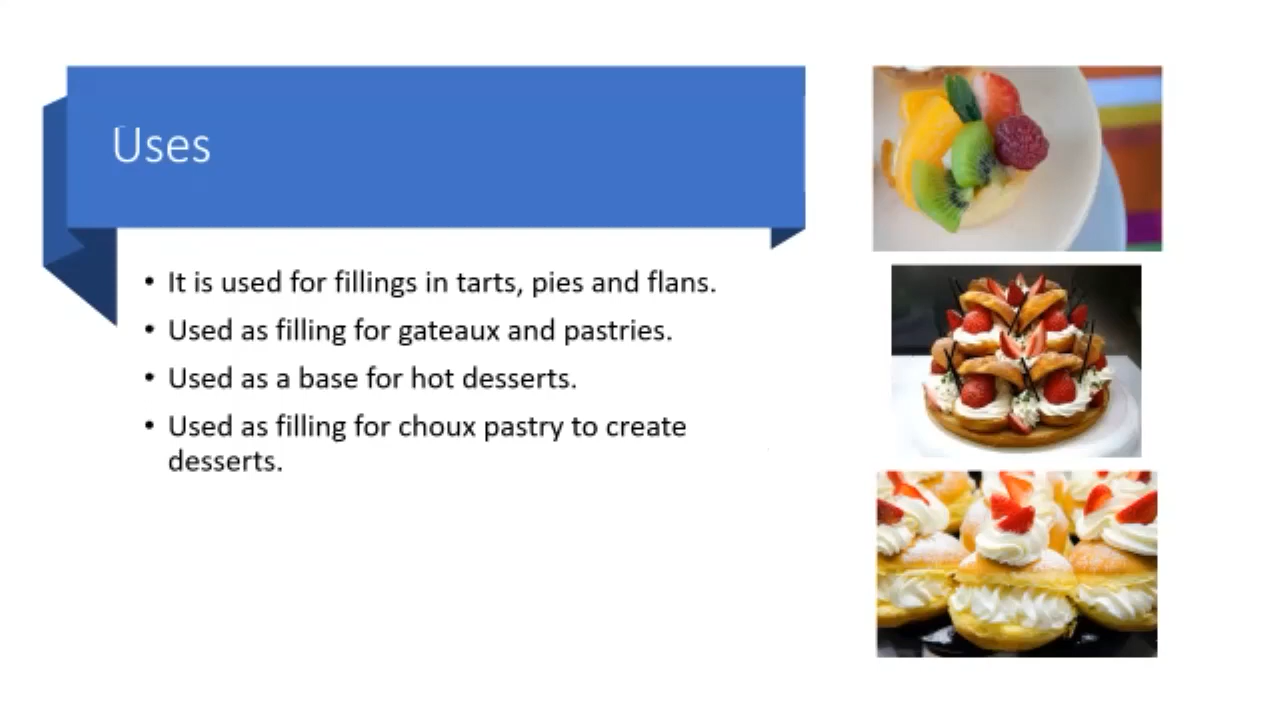 Uses
• It is used for fillings in tarts, pies and flans.
• Used as filling for gateaux and pastries.
• Used as a base for hot desserts.
• Used as filling for choux pastry to create
desserts.